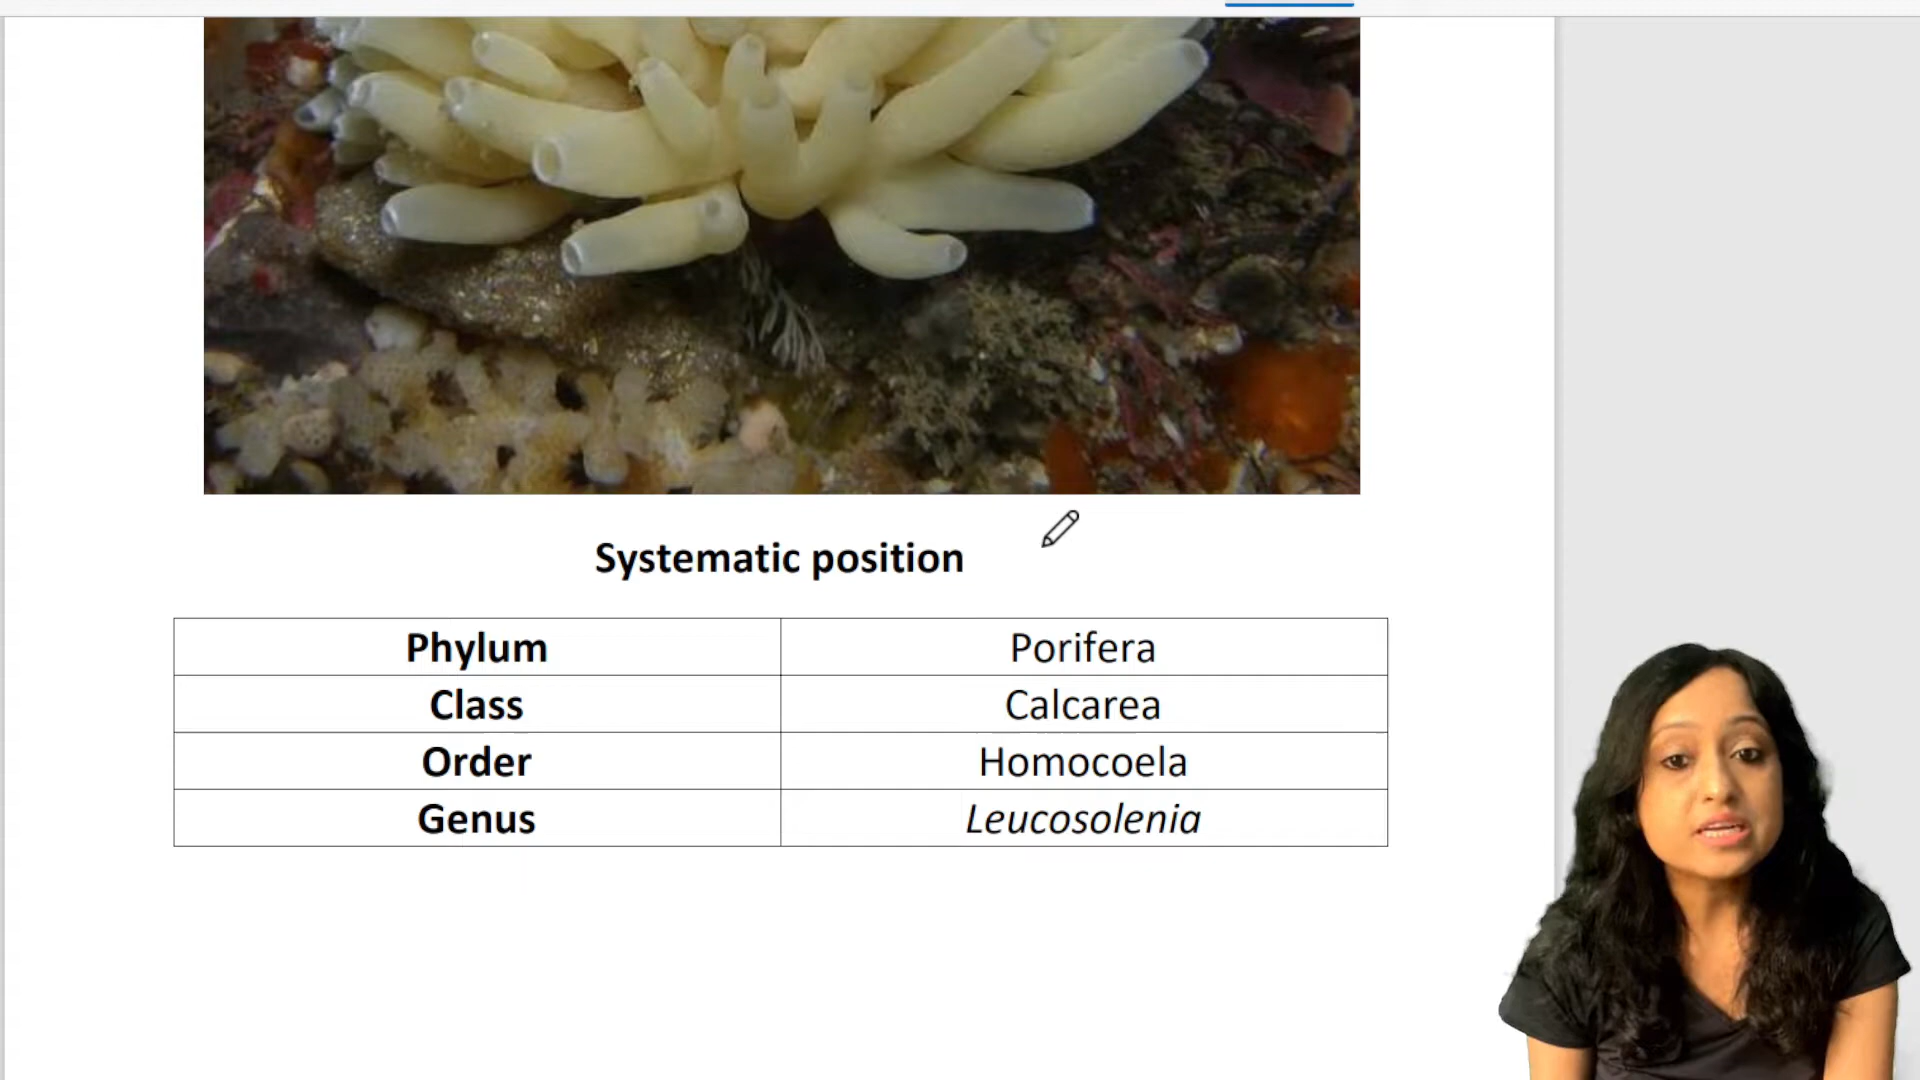 Systematic position
Phylum Porifera
Class Calcarea
Order Homocoela
Genus Leucosolenia